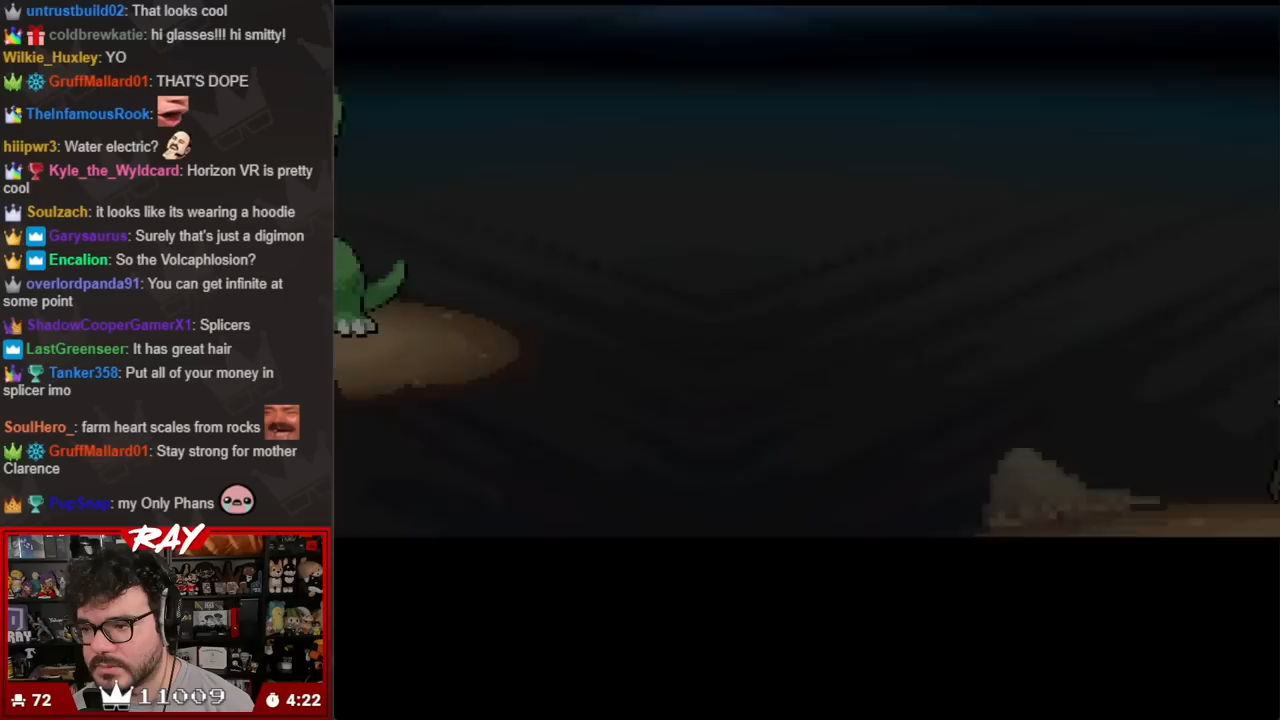 untrustbuild02: That looks cool
coldbrewkatie: hi glasses!!! hi smitty!
Wilkie_Huxley: YO
GruffMallard01: THAT'S DOPE
TheInfamousRook:
hiiipwr3: Water electric?
Kyle_the_Wyldcard: Horizon VR is pretty
cool
Soulzach: it looks like its wearing a hoodie
Garysaurus: Surely that's just a digimon
Encalion: So the Volcaphlosion?
overlordpanda91: You can get infinite at
some point
ShadowCooperGamerX1: Splicers
LastGreenseer: It has great hair
Tanker358: Put all of your money in
splicer imo
SoulHero_: farm heart scales from rocks
GruffMallard01: Stay strong for mother
Clarence
PupSnap: my Only Phans
RAY
RAY
72
11009
4:22